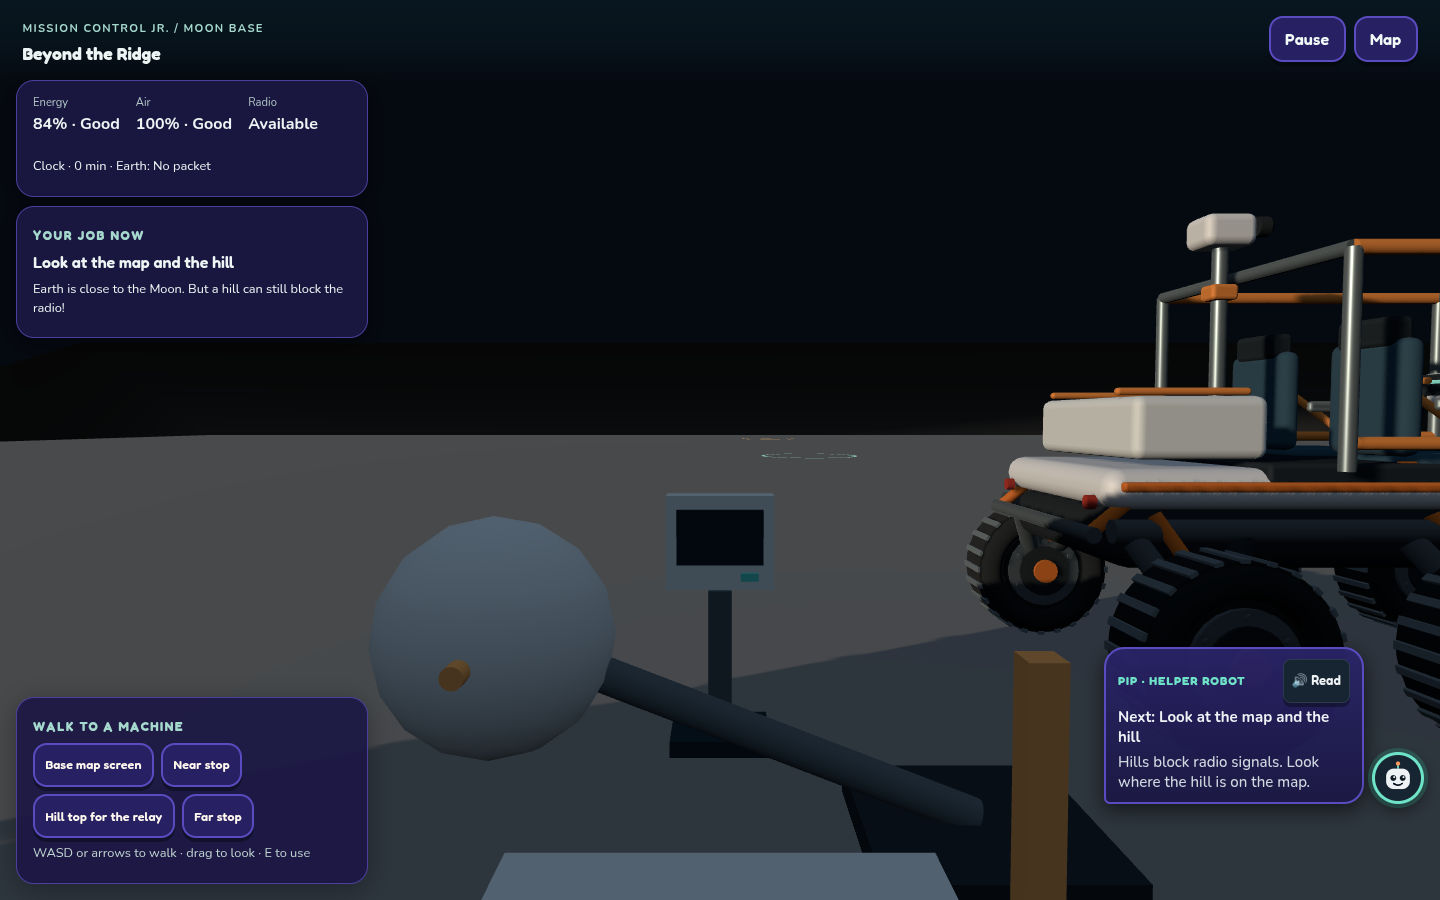 MISSION CONTROL JR. / MOON BASE
Beyond the Ridge
Pause
Map
Energy
Air
Radio
84% · Good
100% · Good
Available
Clock · 0 min · Earth: No packet
YOUR JOB NOW
Look at the map and the hill
Earth is close to the Moon. But a hill can still block the
radio!
WALK TO A MACHINE
Base map screen
Near stop
Hill top for the relay
Far stop
WASD or arrows to walk · drag to look · E to use
PIP · HELPER ROBOT
🔊 Read
Next: Look at the map and the
hill
Hills block radio signals. Look
where the hill is on the map.